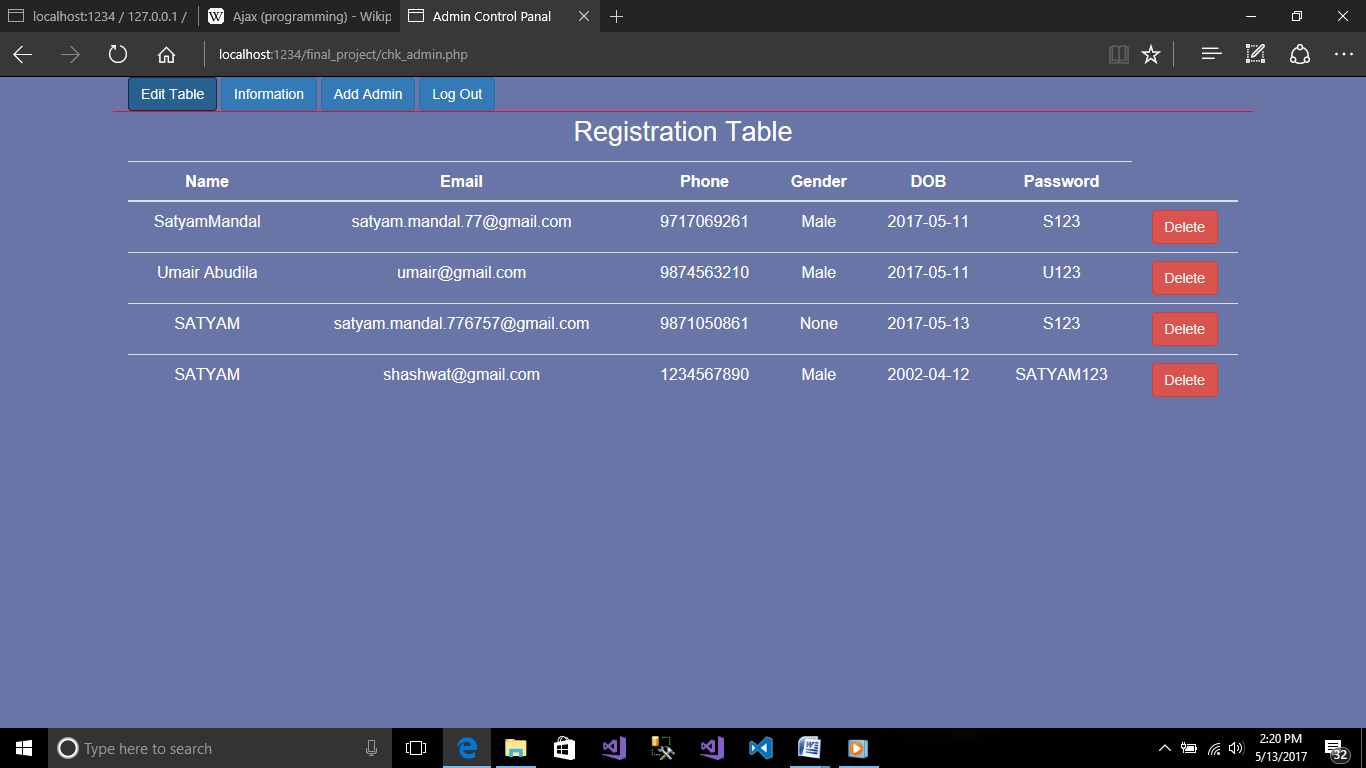 localhost:1234 / 127.0.0.1 / Ajax (programming) - Wikip Admin Control Panal
localhost:1234/final_project/chk_admin.php
Edit Table Information Add Admin Log Out
Registration Table
Name Email Phone Gender DOB Password
SatyamMandal satyam.mandal.77@gmail.com 9717069261 Male 2017-05-11 S123 Delete
Umair Abudila umair@gmail.com 9874563210 Male 2017-05-11 U123 Delete
SATYAM satyam.mandal.776757@gmail.com 9871050861 None 2017-05-13 S123 Delete
SATYAM shashwat@gmail.com 1234567890 Male 2002-04-12 SATYAM123 Delete
Type here to search
2:20 PM
5/13/2017
32